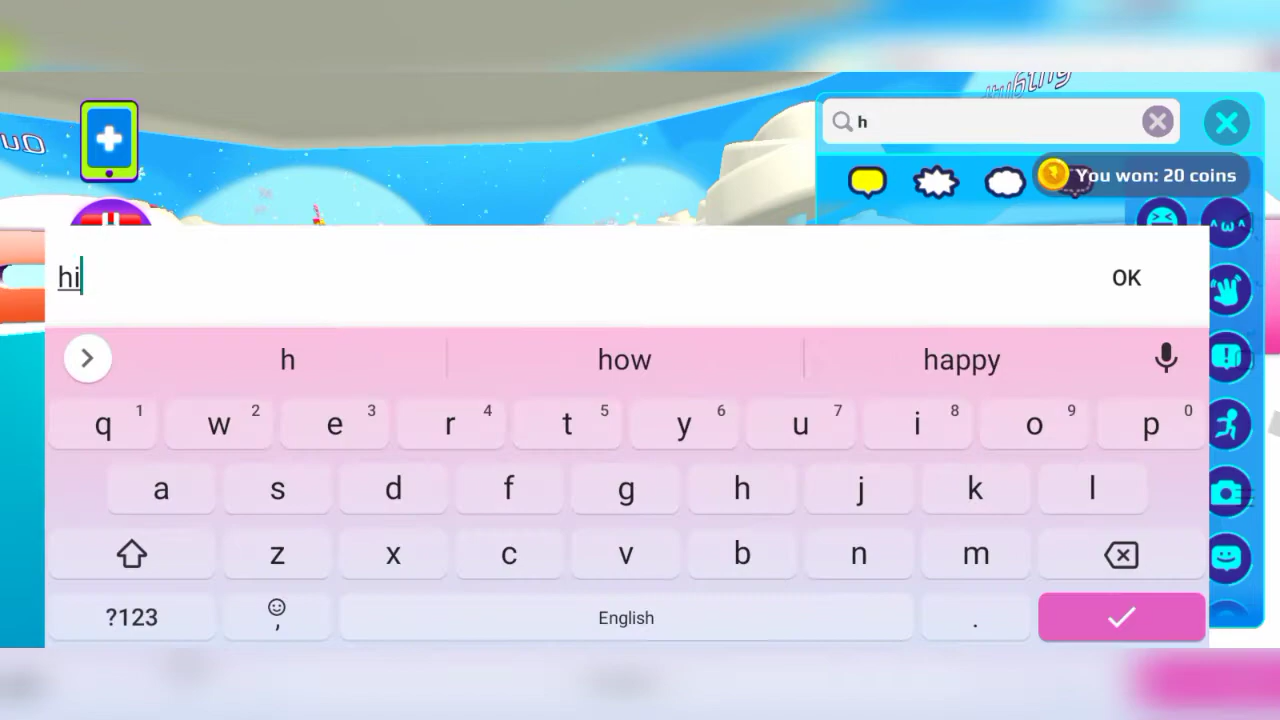 h
You won: 20 coins
^ω^
hi
OK
h how happy
q 1 w 2 e 3 r 4 t 5 y 6 u 7 i 8 o 9 p 0
a s d f g h j k l
z x c v b n m
?123 , English .